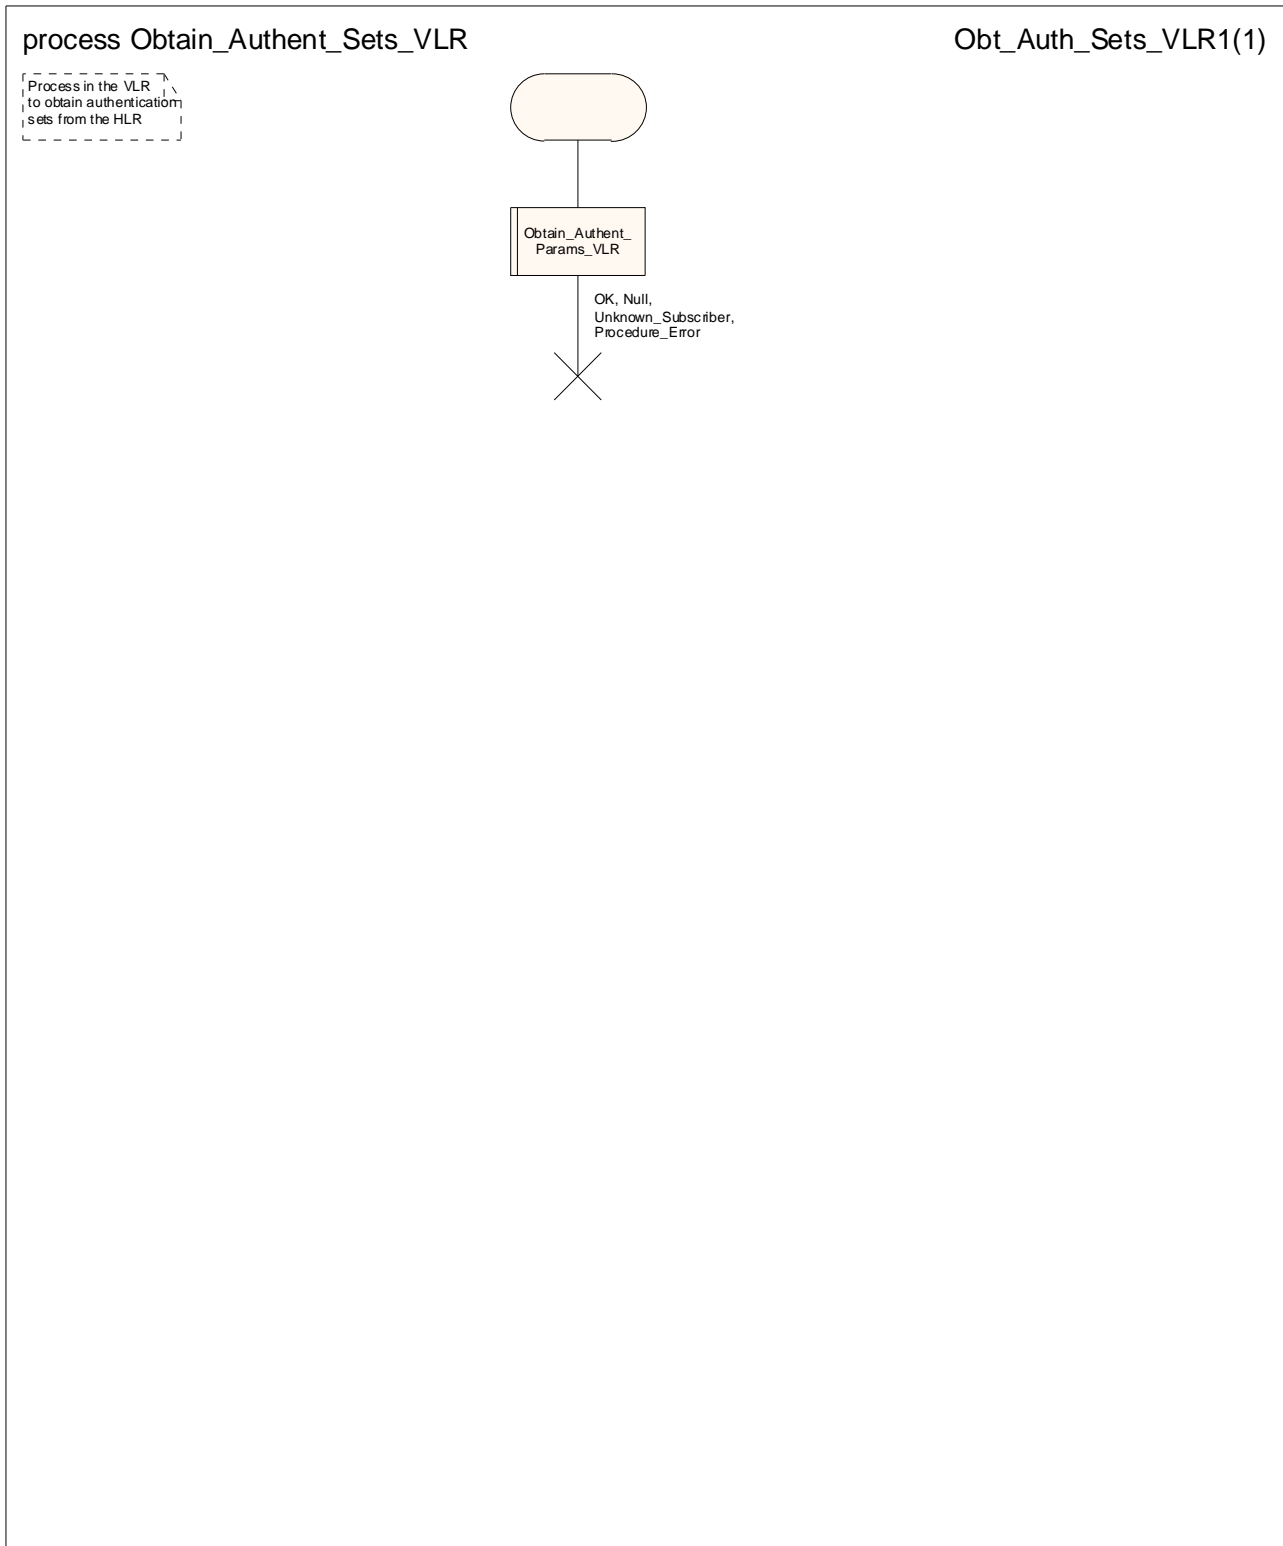 process Obtain_Authent_Sets_VLR
Obt_Auth_Sets_VLR1(1)
Process in the VLR
to obtain authentication
sets from the HLR
Obtain_Authent_
Params_VLR
OK, Null,
Unknown_Subscriber,
Procedure_Error